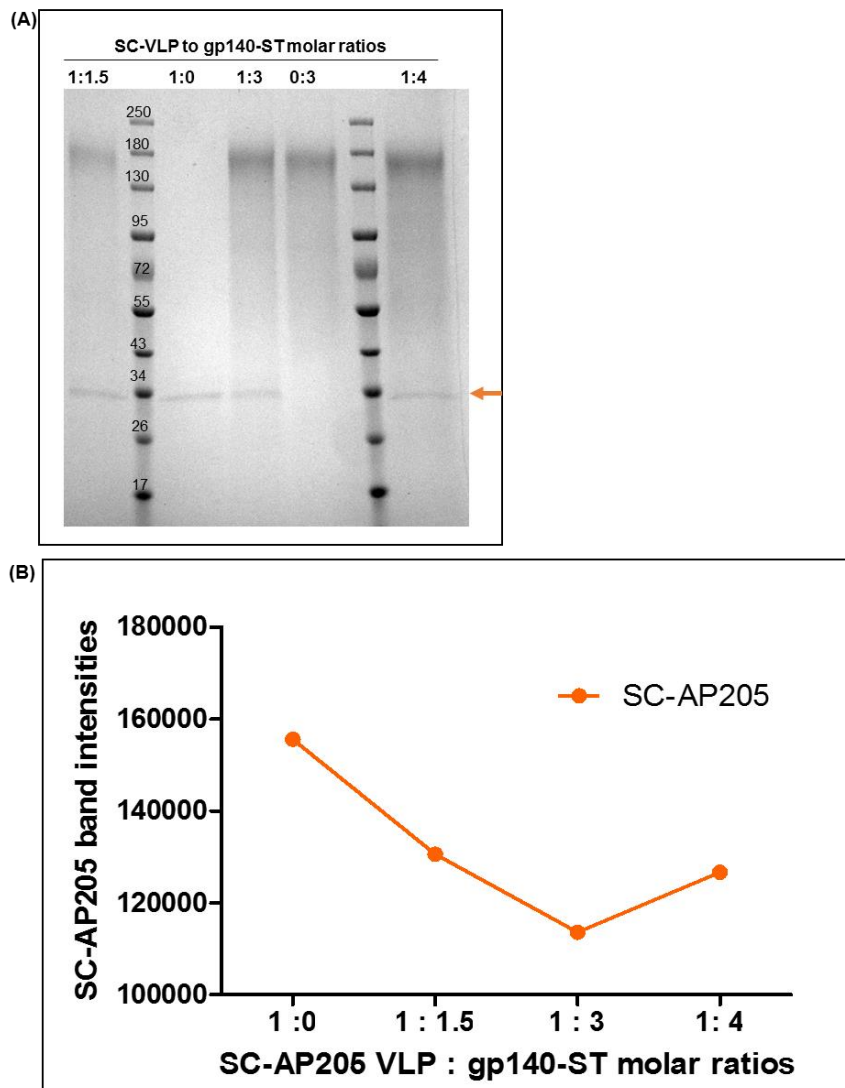 (A)
SC-VLP to gp140-ST molar ratios
1:1.5 1:0 1:3 0:3 1:4
250
180
130
95
72
55
43
34
26
17
(B)
180000
160000
140000
120000
100000
SC-AP205 band intensities
SC-AP205
1 :0 1 : 1.5 1 : 3 1 : 4
SC-AP205 VLP : gp140-ST molar ratios